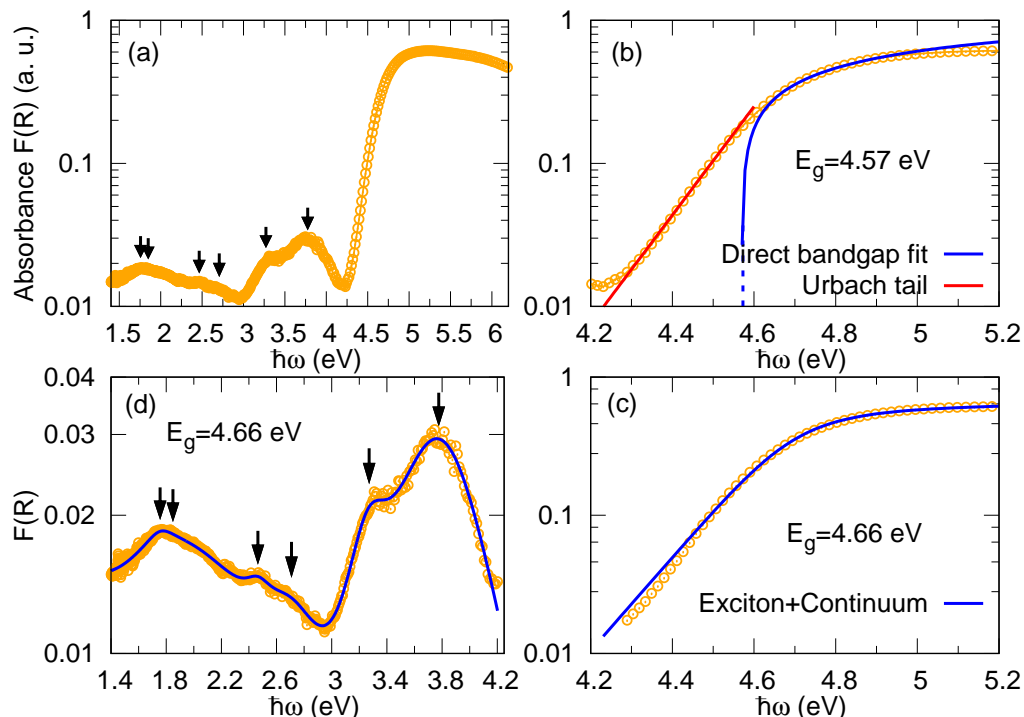 (a)
Absorbance F(R) (a. u.)
1
0.1
0.01
1.5 2 2.5 3 3.5 4 4.5 5 5.5 6
ħω (eV)
(b)
1
0.1
0.01
E_g=4.57 eV
Direct bandgap fit
Urbach tail
4.2 4.4 4.6 4.8 5 5.2
ħω (eV)
(d)
F(R)
0.04
0.03
0.02
0.01
E_g=4.66 eV
1.4 1.8 2.2 2.6 3 3.4 3.8 4.2
ħω (eV)
(c)
1
0.1
0.01
E_g=4.66 eV
Exciton+Continuum
4.2 4.4 4.6 4.8 5 5.2
ħω (eV)